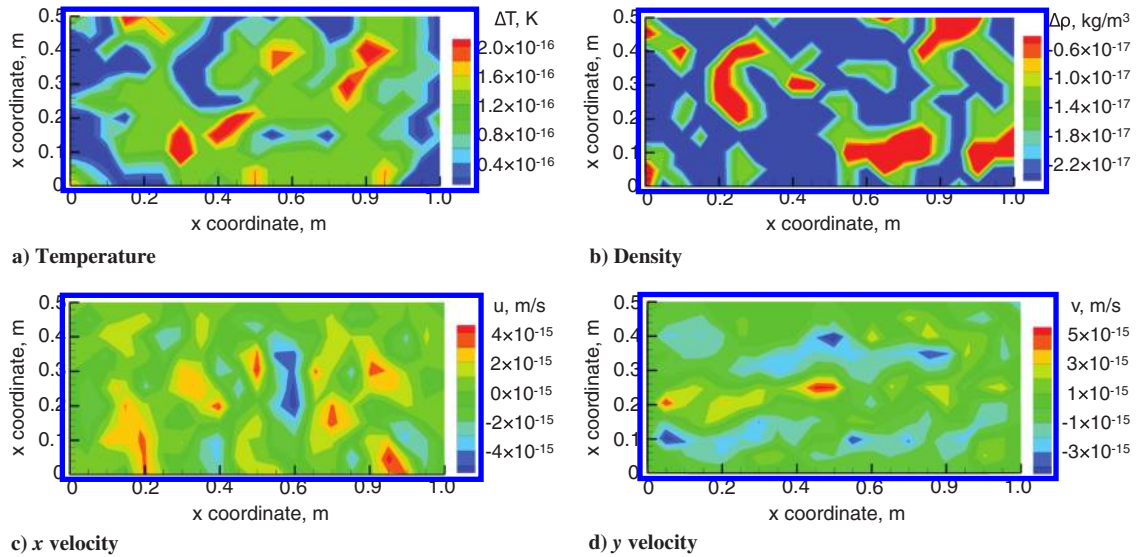 ΔT, K
2.0×10⁻¹⁶
1.6×10⁻¹⁶
1.2×10⁻¹⁶
0.8×10⁻¹⁶
0.4×10⁻¹⁶
0.5
0.4
0.3
0.2
0.1
0
x coordinate, m
0 0.2 0.4 0.6 0.8 1.0
x coordinate, m
a) Temperature
Δρ, kg/m³
0.6×10⁻¹⁷
1.0×10⁻¹⁷
1.4×10⁻¹⁷
1.8×10⁻¹⁷
2.2×10⁻¹⁷
0.5
0.4
0.3
0.2
0.1
0
x coordinate, m
0 0.2 0.4 0.6 0.8 1.0
x coordinate, m
b) Density
u, m/s
4×10⁻¹⁵
2×10⁻¹⁵
0×10⁻¹⁵
-2×10⁻¹⁵
-4×10⁻¹⁵
0.5
0.4
0.3
0.2
0.1
0
x coordinate, m
0 0.2 0.4 0.6 0.8 1.0
x coordinate, m
c) x velocity
v, m/s
5×10⁻¹⁵
3×10⁻¹⁵
1×10⁻¹⁵
-1×10⁻¹⁵
-3×10⁻¹⁵
0.5
0.4
0.3
0.2
0.1
0
x coordinate, m
0 0.2 0.4 0.6 0.8 1.0
x coordinate, m
d) y velocity